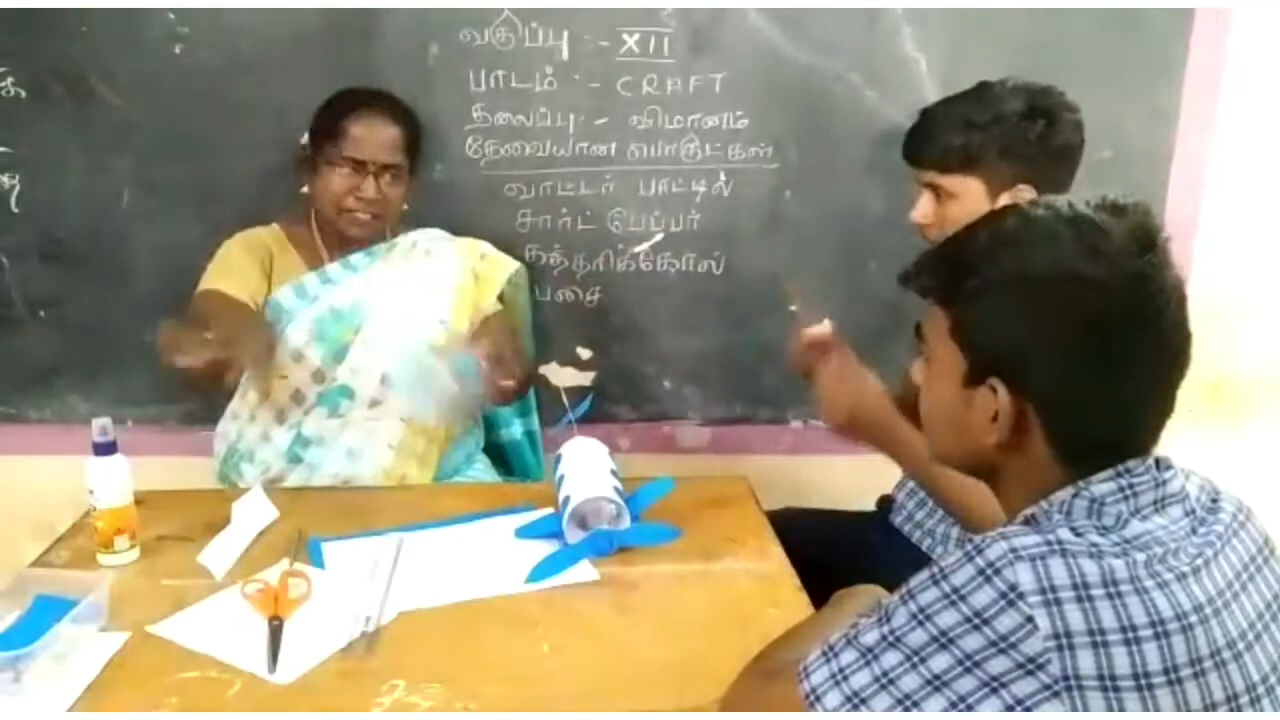 வகுப்பு :- XII
பாடம் :- CRAFT
தலைப்பு:- விமானம்
தேவையான பொருட்கள்
வாட்டர் பாட்டில்
சார்ட் பேப்பர்
கத்தரிக்கோல்
பசை